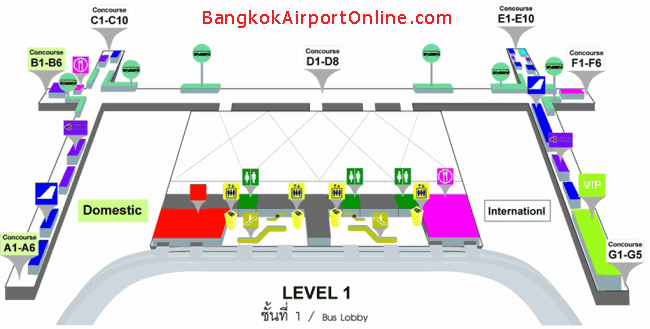 BangkokAirportOnline.com
Concourse
C1-C10
Concourse
E1-E10
Concourse
B1-B6
Concourse
D1-D8
Concourse
F1-F6
VIP
Domestic
Internationl
Concourse
A1-A6
Concourse
G1-G5
LEVEL 1
ชั้นที่ 1 / Bus Lobby